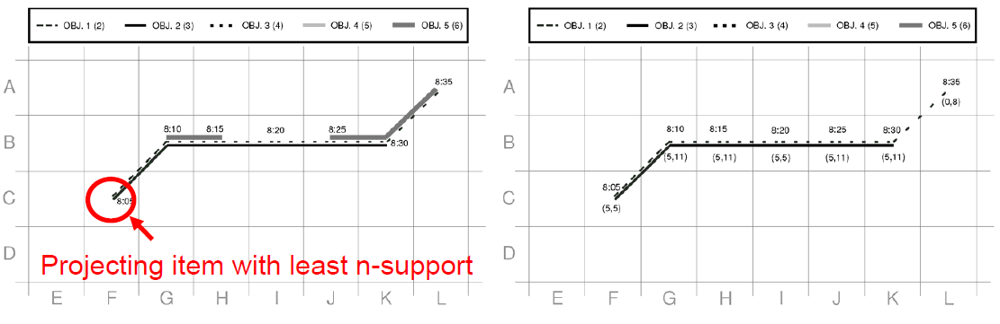 OBJ. 1 (2) OBJ. 2 (3) OBJ. 3 (4) OBJ. 4 (5) OBJ. 5 (6)
A
8:35
8:10 8:15 8:20 8:25
B
8:30
C
8:05
D
Projecting item with least n-support
E F G H I J K L
OBJ. 1 (2) OBJ. 2 (3) OBJ. 3 (4) OBJ. 4 (5) OBJ. 5 (6)
A
8:35
(0,8)
8:10 8:15 8:20 8:25 8:30
B
(5,11) (5,11) (5,5) (5,11) (5,11)
8:05
C
(5,5)
D
E F G H I J K L